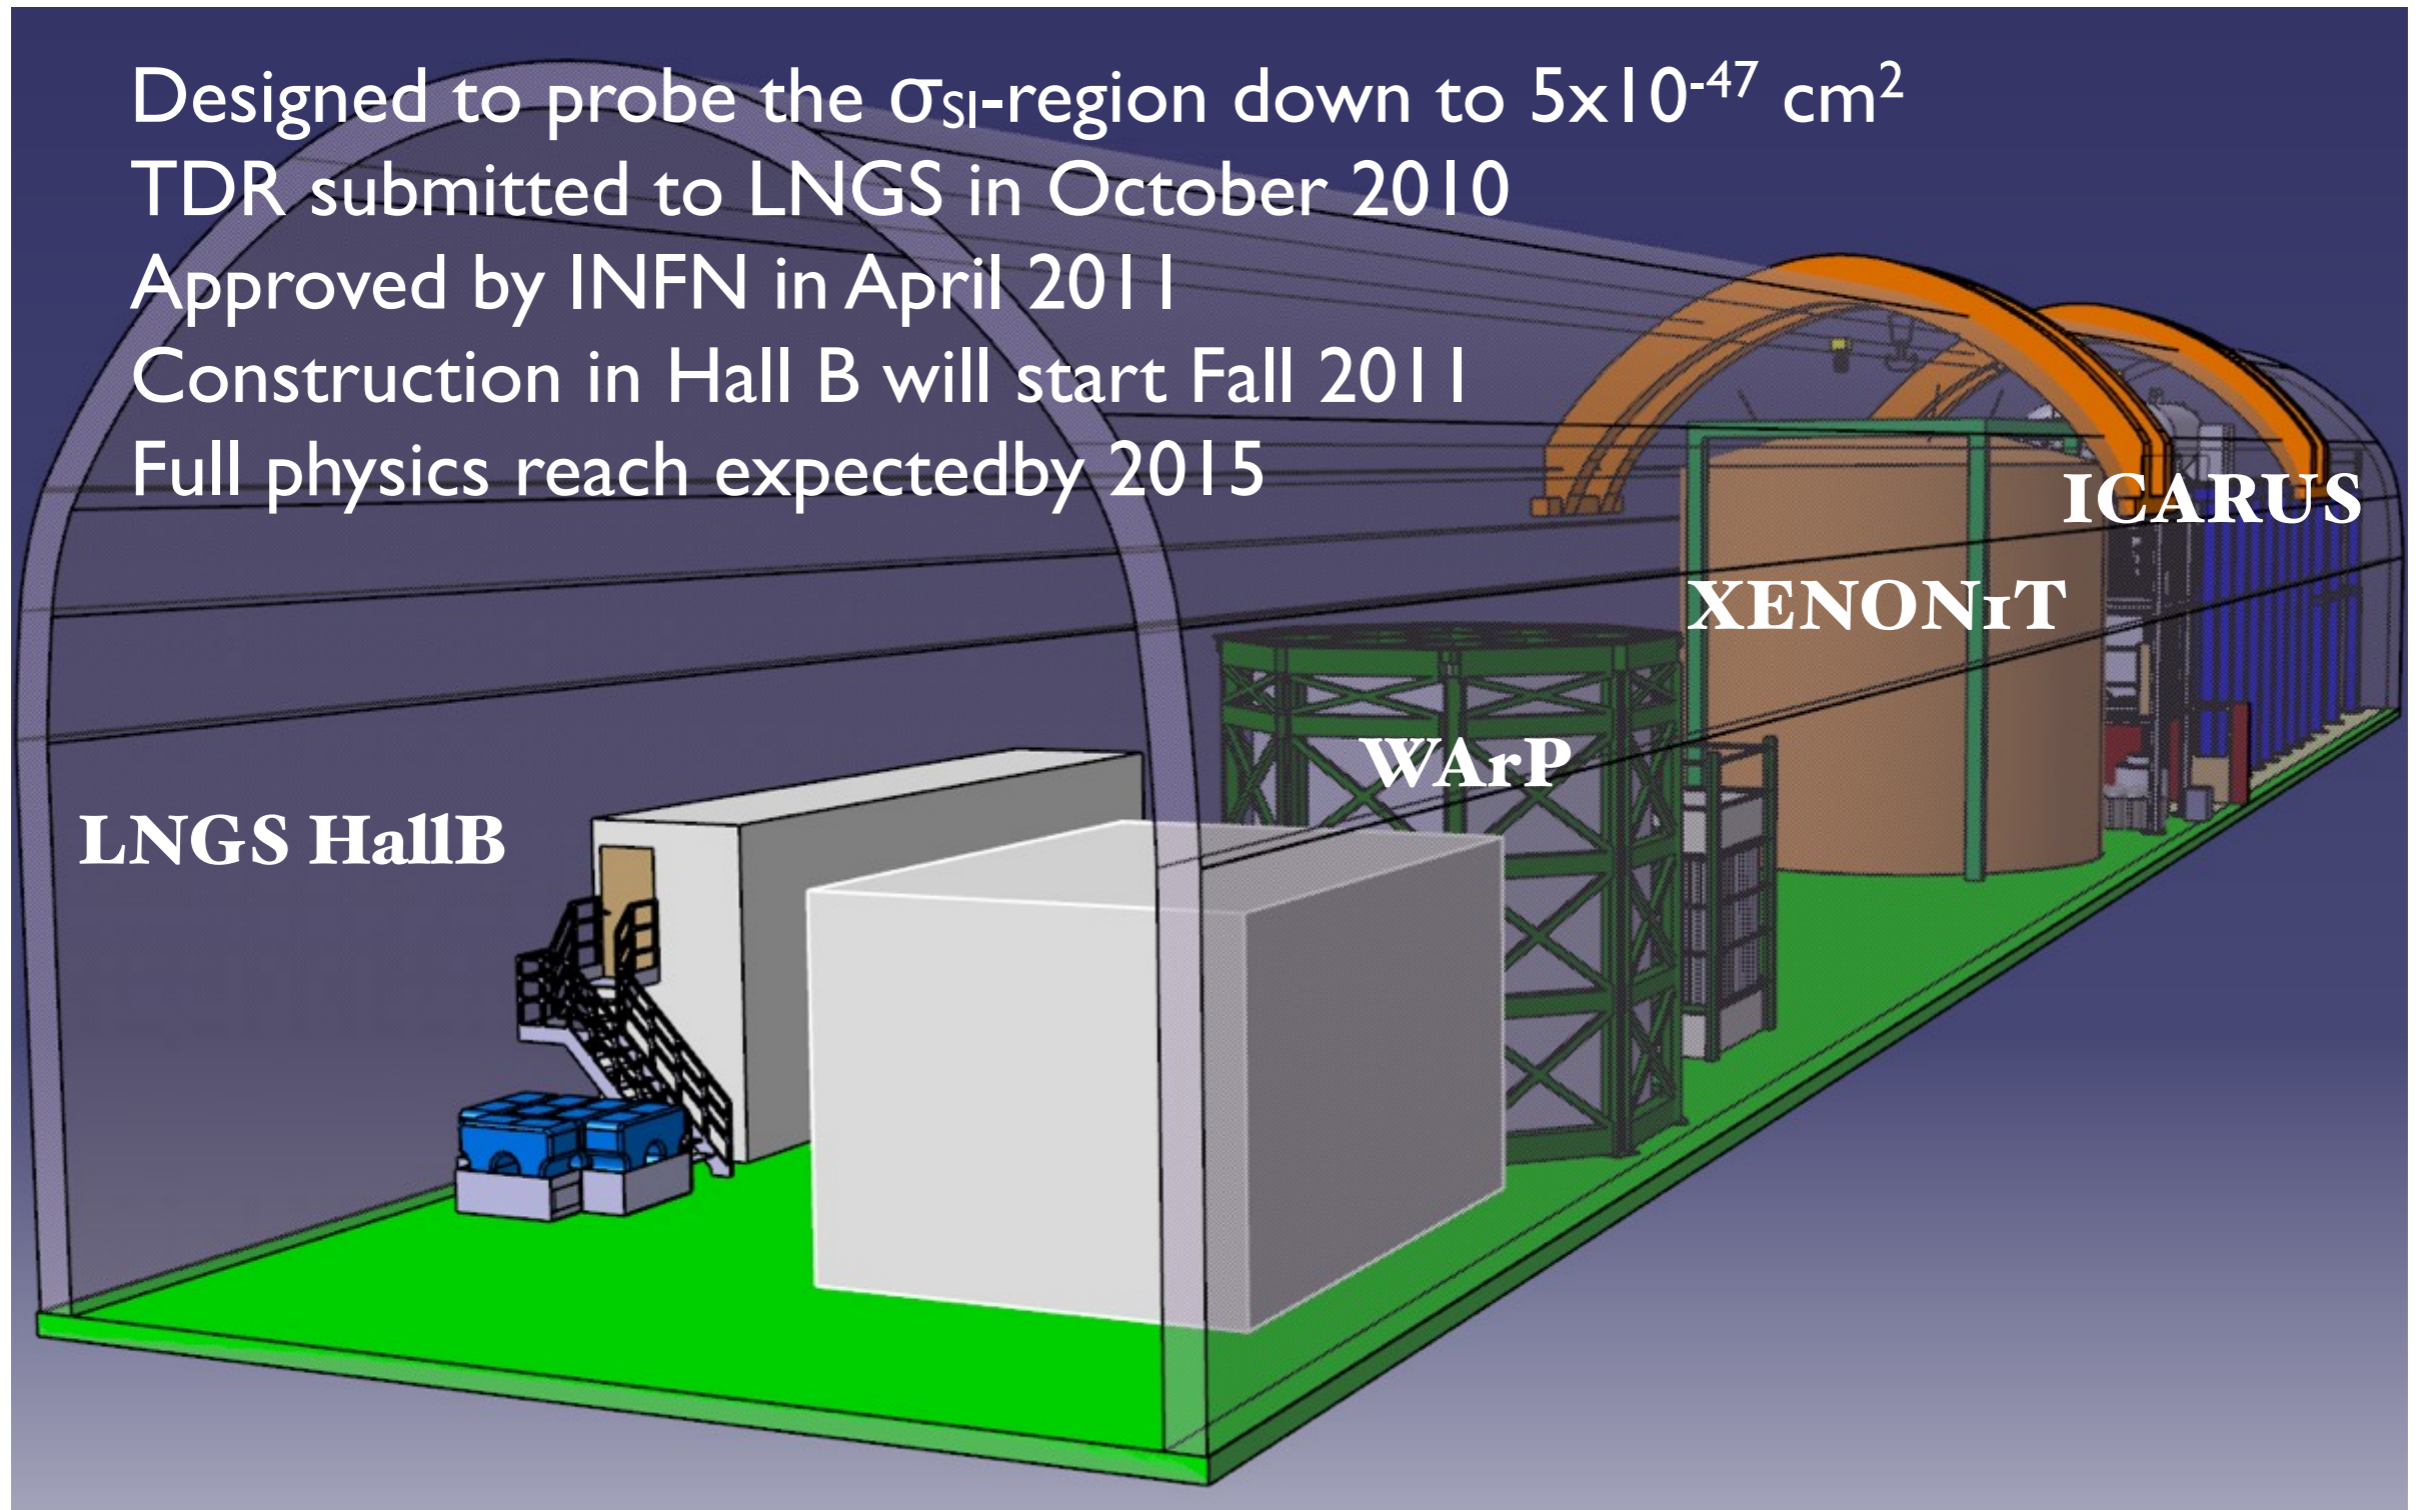 Designed to probe the σSI-region down to 5x10-47 cm2
TDR submitted to LNGS in October 2010
Approved by INFN in April 2011
Construction in Hall B will start Fall 2011
Full physics reach expectedby 2015
ICARUS
XENON1T
WArP
LNGS HallB